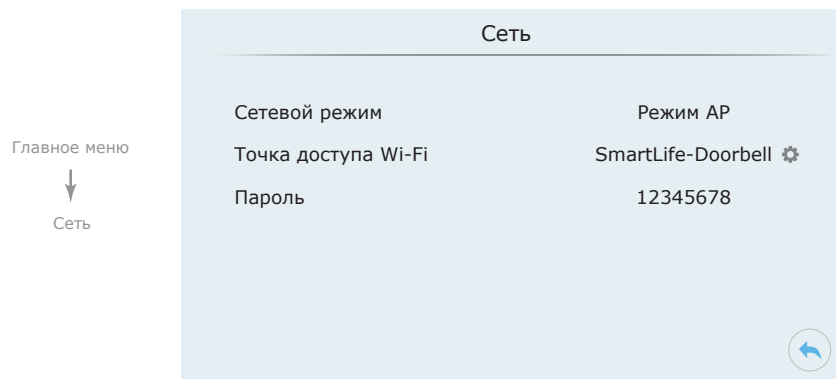 Сеть
Сетевой режим Режим AP
Главное меню
Точка доступа Wi-Fi SmartLife-Doorbell
Пароль 12345678
Сеть